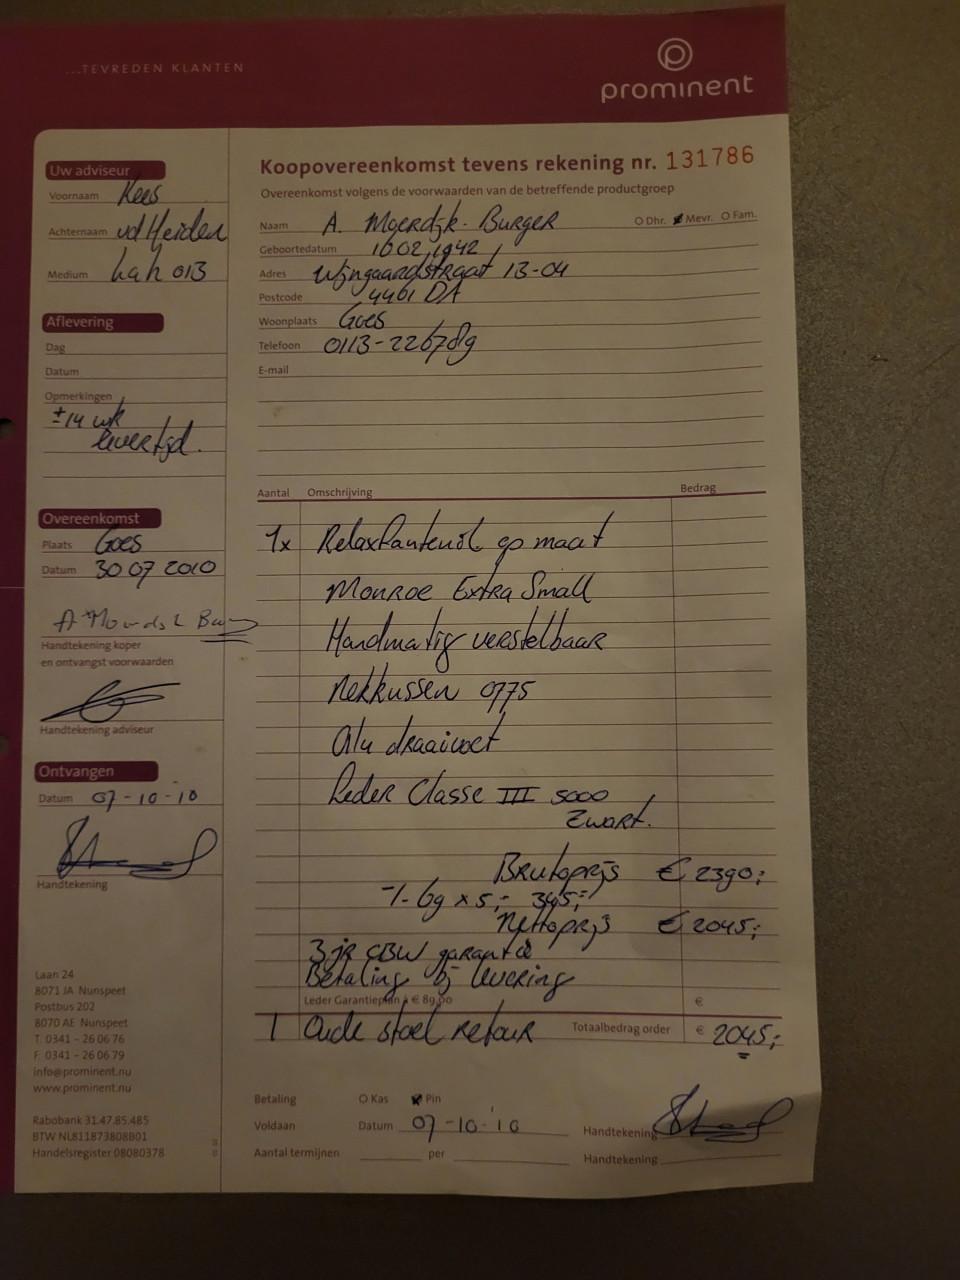 ...TEVREDEN KLANTEN
prominent
Uw adviseur
Voornaam Kees
Achternaam vd Heiden
Medium hah 013
Aflevering
Dag
Datum
Opmerkingen
±14 wk
levertijd.
Overeenkomst
Plaats Goes
Datum 30 07 2010
Handtekening koper
en ontvangst voorwaarden
Handtekening adviseur
Ontvangen
Datum 07-10-10
Handtekening
Laan 24
8071 JA Nunspeet
Postbus 202
8070 AE Nunspeet
T. 0341 - 26 06 76
F. 0341 - 26 06 79
info@prominent.nu
www.prominent.nu
Rabobank 31.47.85.485
BTW NL811873808B01
Handelsregister 08080378
Koopovereenkomst tevens rekening nr. 131786
Overeenkomst volgens de voorwaarden van de betreffende productgroep
Naam A. Moerdijk-Burger O Dhr. Mevr. O Fam.
Geboortedatum 16 02 1942
Adres Wijngaardstraat 13-04
Postcode 4461 DA
Woonplaats Goes
Telefoon 0113-226789
E-mail
Aantal Omschrijving Bedrag
1x Relaxfauteuil op maat
Monroe Extra Small
Handmatig verstelbaar
Nekkussen 0775
Alu draaivoet
Leder Classe III 5000
Zwart.
Brutoprijs € 2390,-
-/- 69 x 5,- 345,-
Nettoprijs € 2045,-
3 jr CBW garantie
Betaling bij levering
Leder Garantieplan à € 89,00 €
1 Oude stoel retour Totaalbedrag order € 2045,-
Betaling O Kas Pin
Voldaan Datum 07-10-10 Handtekening
Aantal termijnen per Handtekening